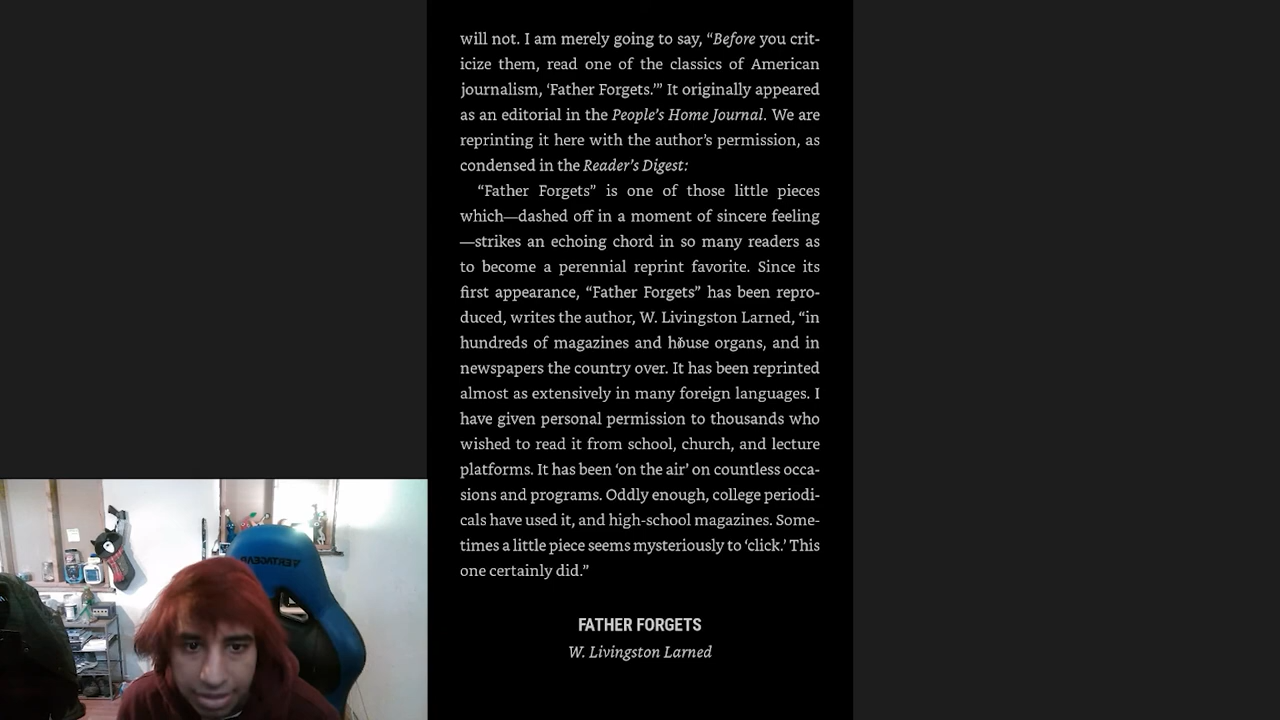 will not. I am merely going to say, “Before you crit-
icize them, read one of the classics of American
journalism, ‘Father Forgets.’” It originally appeared
as an editorial in the People’s Home Journal. We are
reprinting it here with the author’s permission, as
condensed in the Reader’s Digest:
“Father Forgets” is one of those little pieces
which—dashed off in a moment of sincere feeling
—strikes an echoing chord in so many readers as
to become a perennial reprint favorite. Since its
first appearance, “Father Forgets” has been repro-
duced, writes the author, W. Livingston Larned, “in
hundreds of magazines and house organs, and in
newspapers the country over. It has been reprinted
almost as extensively in many foreign languages. I
have given personal permission to thousands who
wished to read it from school, church, and lecture
platforms. It has been ‘on the air’ on countless occa-
sions and programs. Oddly enough, college periodi-
cals have used it, and high-school magazines. Some-
times a little piece seems mysteriously to ‘click.’ This
one certainly did.”
FATHER FORGETS
W. Livingston Larned
VERTAGEAR